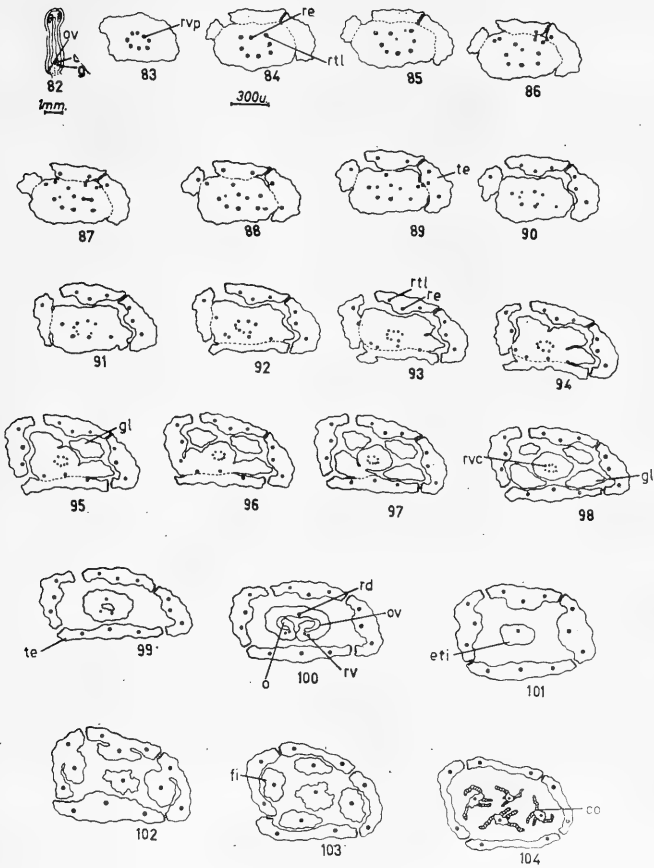 ov
g
82
1mm.
rvp
83
re
rtl
84
300u.
85
86
87
88
te
89
90
91
92
rtl
re
93
94
gl
95
96
97
rvc
gl
98
te
99
rd
ov
o
rv
100
eti
101
102
fi
103
co
104